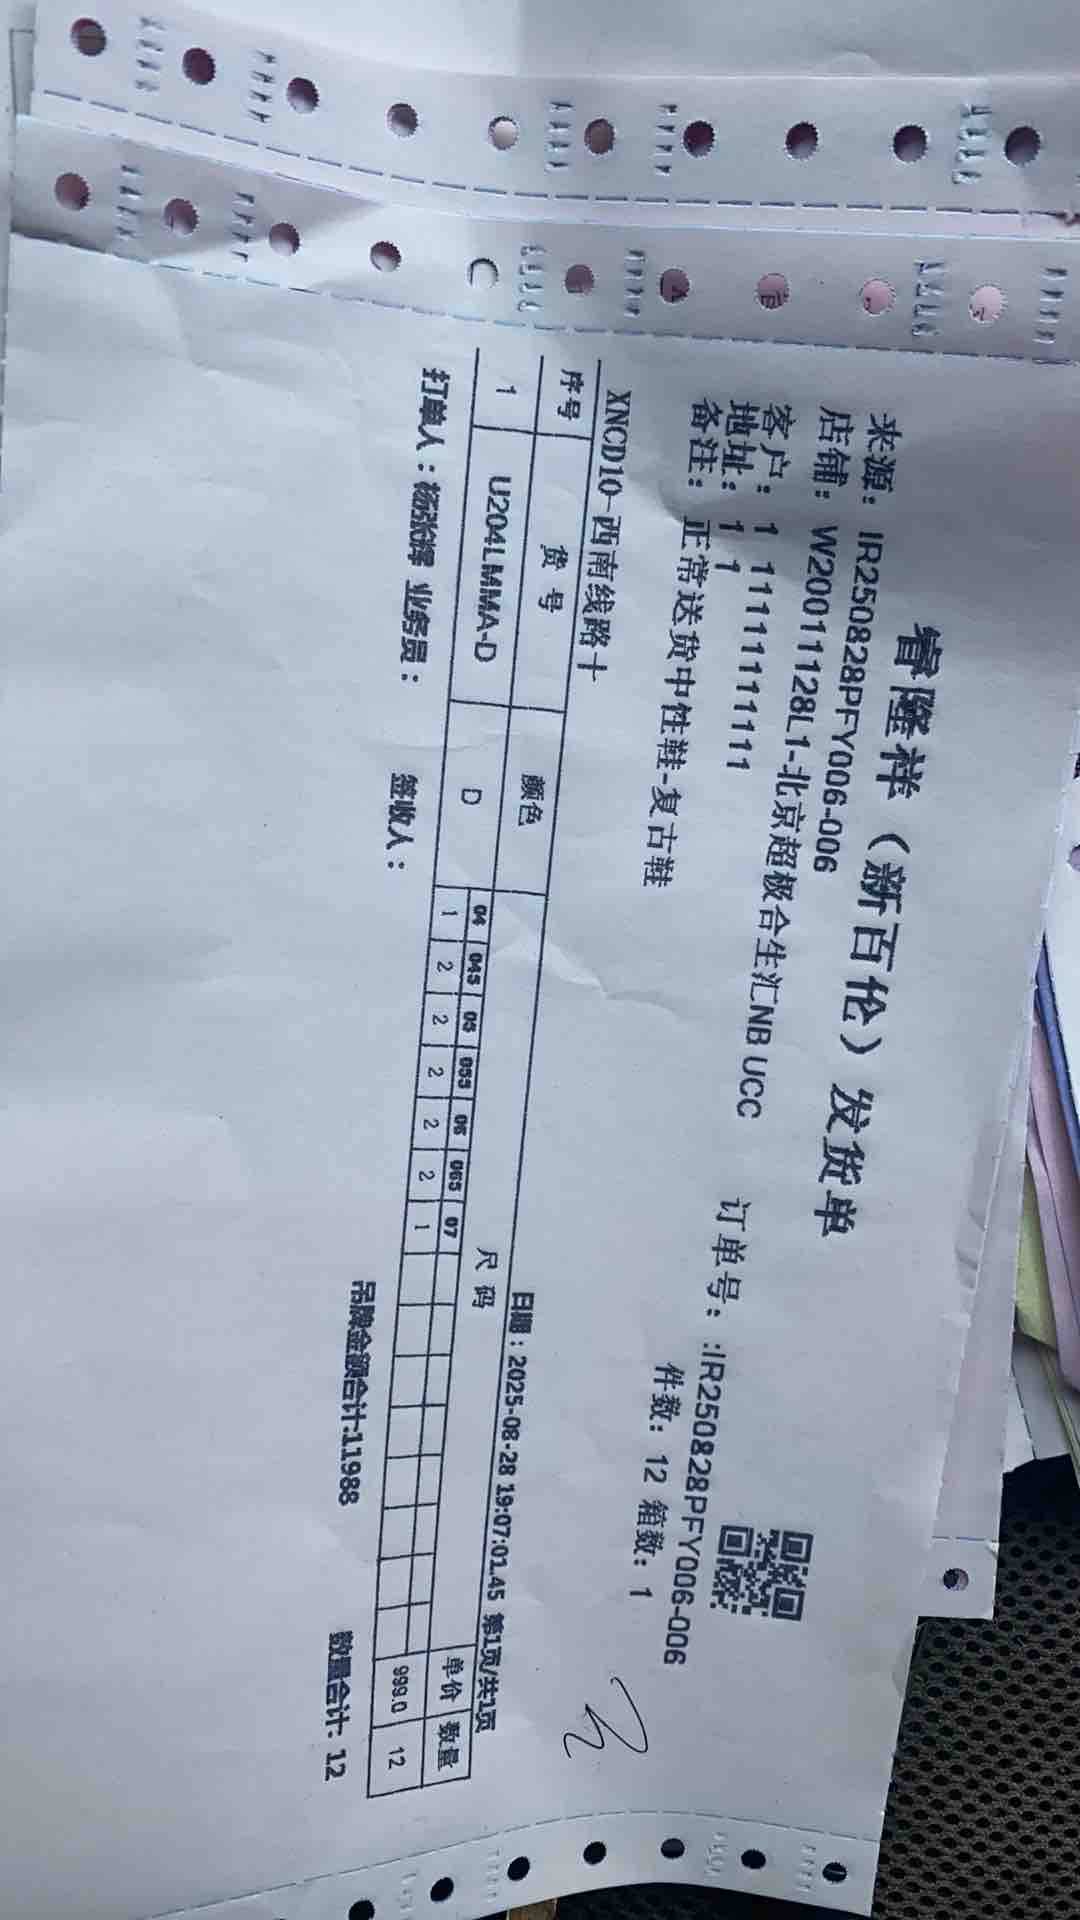 睿隆祥（新百伦）发货单
来源：IR250828PFY006-006
店铺：W20011128L1-北京超极合生汇NB UCC
订单号：:IR250828PFY006-006
客户：1 11111111111
地址：1 1
件数：12 箱数：1
备注：正常送货中性鞋-复古鞋
XNCD10-西南线路十
日期：2025-08-28 19:07:01.45 第1页/共1页
序号 货号 颜色 尺码 单价 数量
04 045 05 055 06 065 07
1 U204LMMA-D D 1 2 2 2 2 2 1 999.0 12
打单人：杨张辉 业务员： 签收人：
吊牌金额合计:11988 数量合计: 12